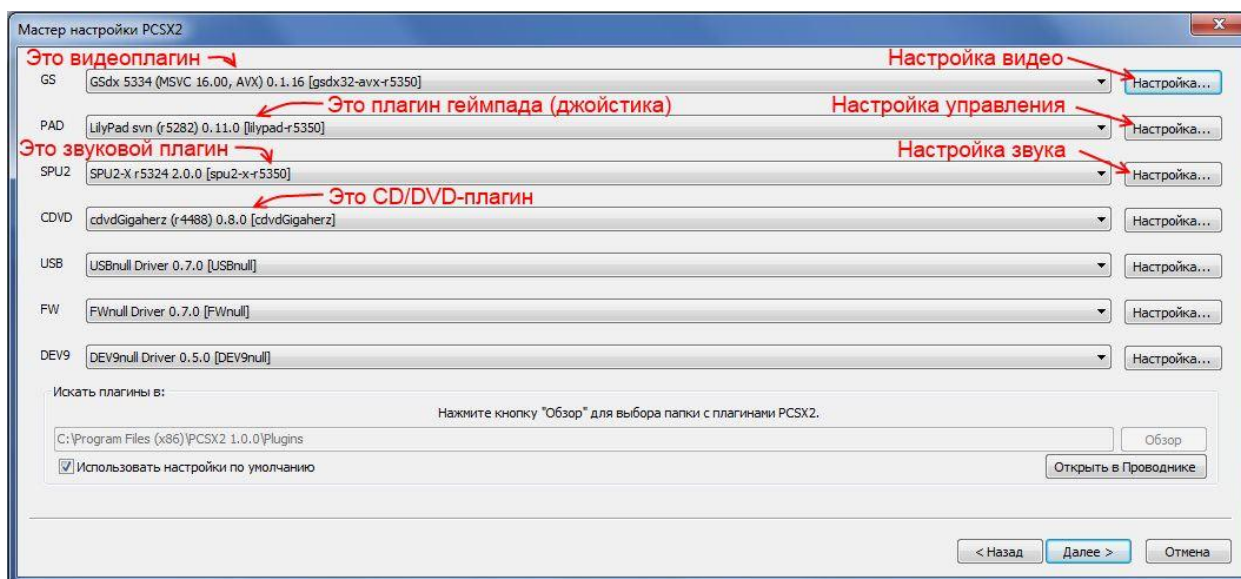 Мастер настройки PCSX2
Это видеоплагин
Настройка видео
GS
GSdx 5334 (MSVC 16.00, AVX) 0.1.16 [gsdx32-avx-r5350]
Настройка...
Это плагин геймпада (джойстика)
Настройка управления
PAD
LilyPad svn (r5282) 0.11.0 [lilypad-r5350]
Настройка...
Это звуковой плагин
Настройка звука
SPU2
SPU2-X r5324 2.0.0 [spu2-x-r5350]
Настройка...
Это CD/DVD-плагин
CDVD
cdvdGigaherz (r4488) 0.8.0 [cdvdGigaherz]
Настройка...
USB
USBnull Driver 0.7.0 [USBnull]
Настройка...
FW
FWnull Driver 0.7.0 [FWnull]
Настройка...
DEV9
DEV9null Driver 0.5.0 [DEV9null]
Настройка...
Искать плагины в:
Нажмите кнопку "Обзор" для выбора папки с плагинами PCSX2.
C:\Program Files (x86)\PCSX2 1.0.0\Plugins
Обзор
Использовать настройки по умолчанию
Открыть в Проводнике
< Назад
Далее >
Отмена